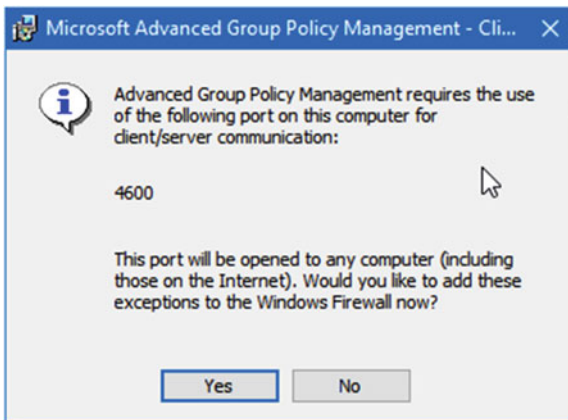 Microsoft Advanced Group Policy Management - Cli...
Advanced Group Policy Management requires the use
of the following port on this computer for
client/server communication:
4600
This port will be opened to any computer (including
those on the Internet). Would you like to add these
exceptions to the Windows Firewall now?
Yes
No